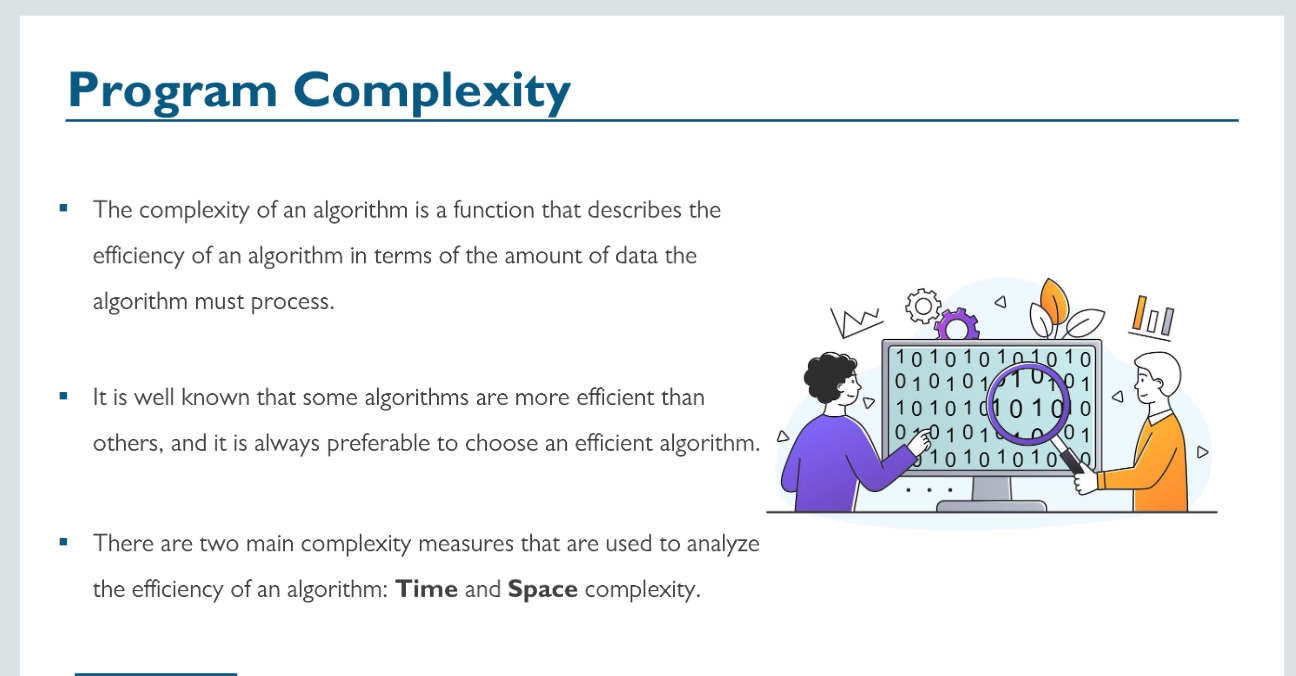 Program Complexity
The complexity of an algorithm is a function that describes the
efficiency of an algorithm in terms of the amount of data the
algorithm must process.
It is well known that some algorithms are more efficient than
others, and it is always preferable to choose an efficient algorithm.
There are two main complexity measures that are used to analyze
the efficiency of an algorithm: Time and Space complexity.